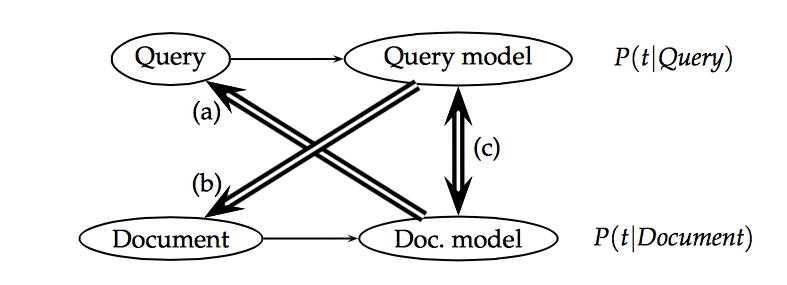 Query Query model P(t|Query)
(a)
(c)
(b)
Document Doc. model P(t|Document)